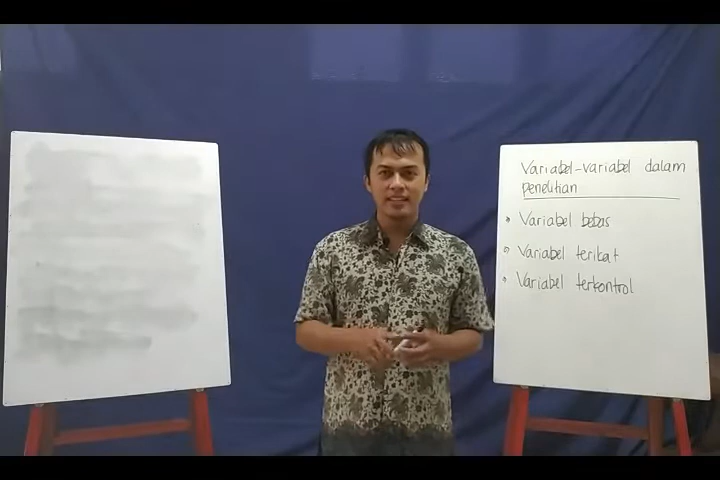 Variabel-variabel dalam
penelitian
* Variabel bebas
* Variabel terikat
* Variabel terkontrol